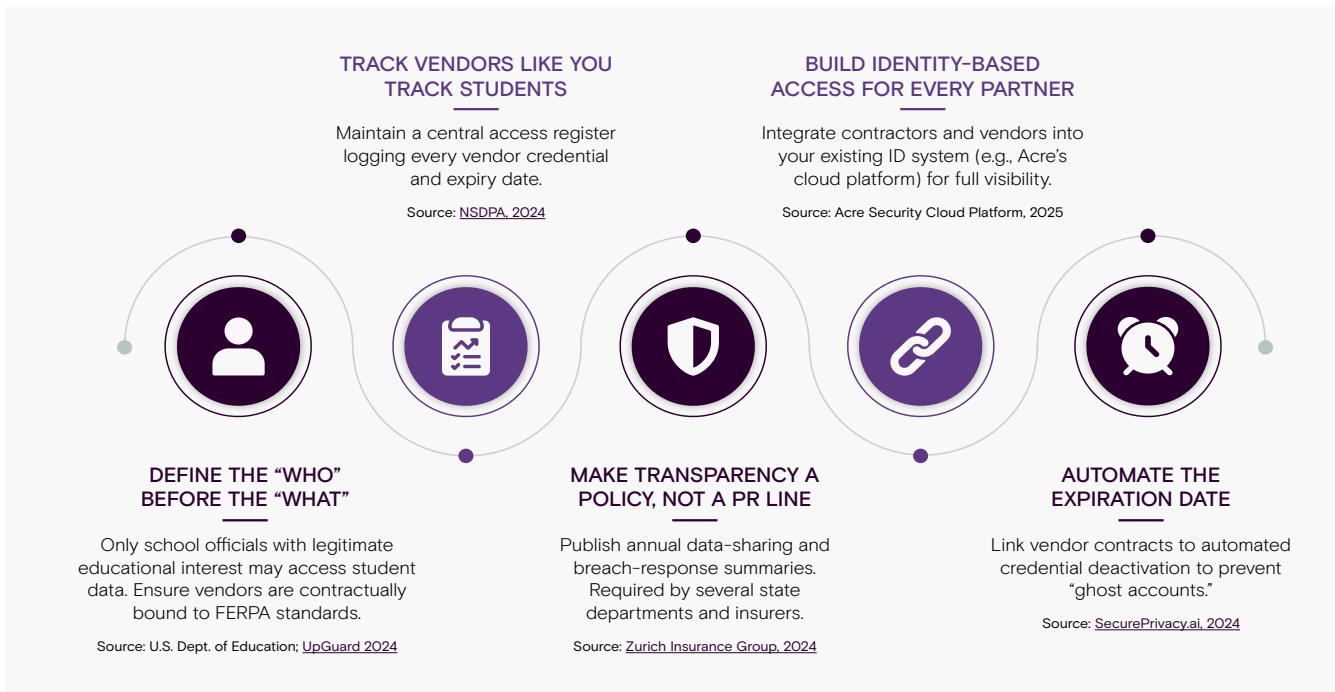 TRACK VENDORS LIKE YOU
TRACK STUDENTS
Maintain a central access register
logging every vendor credential
and expiry date.
Source: NSDPA, 2024
BUILD IDENTITY-BASED
ACCESS FOR EVERY PARTNER
Integrate contractors and vendors into
your existing ID system (e.g., Acre’s
cloud platform) for full visibility.
Source: Acre Security Cloud Platform, 2025
DEFINE THE “WHO”
BEFORE THE “WHAT”
Only school officials with legitimate
educational interest may access student
data. Ensure vendors are contractually
bound to FERPA standards.
Source: U.S. Dept. of Education; UpGuard 2024
MAKE TRANSPARENCY A
POLICY, NOT A PR LINE
Publish annual data-sharing and
breach-response summaries.
Required by several state
departments and insurers.
Source: Zurich Insurance Group, 2024
AUTOMATE THE
EXPIRATION DATE
Link vendor contracts to automated
credential deactivation to prevent
“ghost accounts.”
Source: SecurePrivacy.ai, 2024